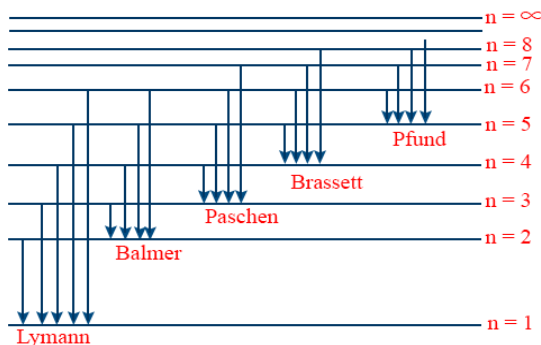 n = ∞
n = 8
n = 7
n = 6
n = 5
Pfund
n = 4
Brassett
n = 3
Paschen
n = 2
Balmer
n = 1
Lymann